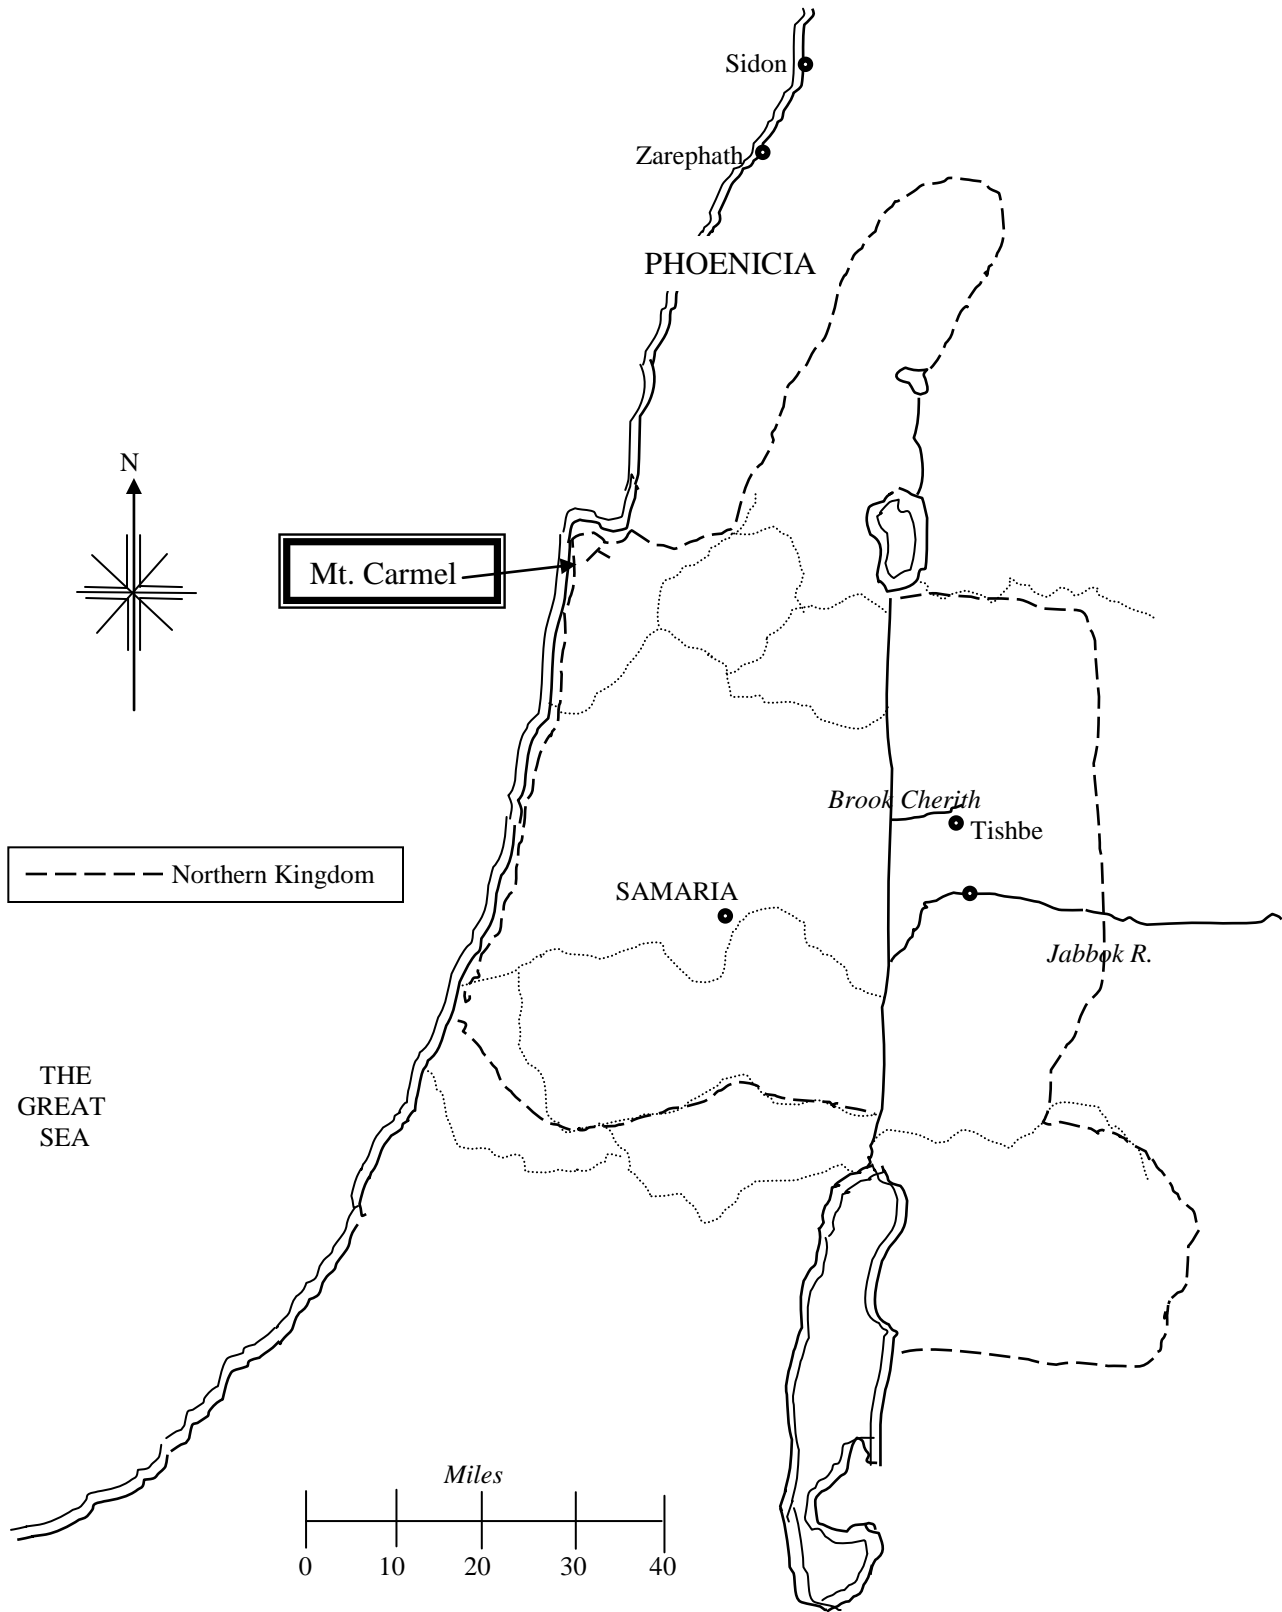 Sidon
Zarephath
PHOENICIA
N
Mt. Carmel
Brook Cherith
Tishbe
Northern Kingdom
SAMARIA
Jabbok R.
THE
GREAT
SEA
Miles
0 10 20 30 40